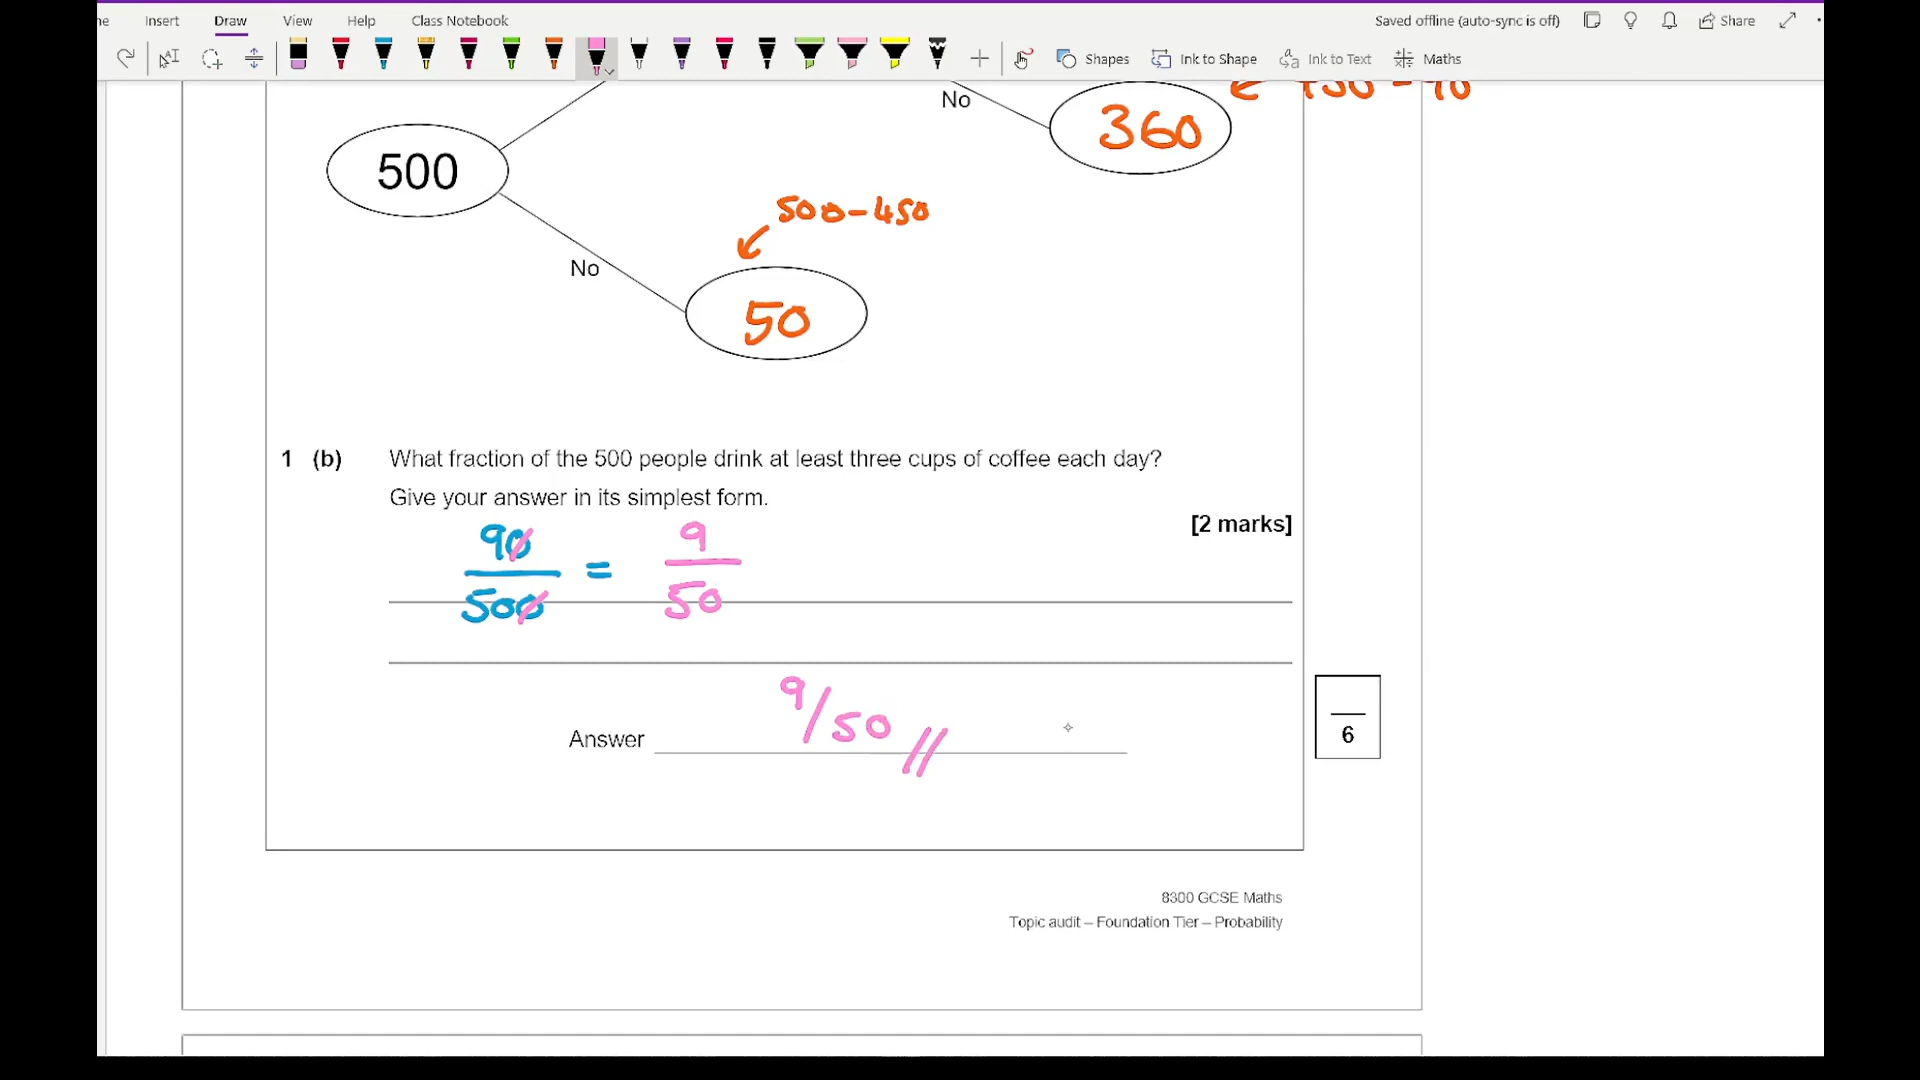 Insert Draw View Help Class Notebook Saved offline (auto-sync is off) Share
Shapes Ink to Shape Ink to Text Maths
No
360
500
500-450
No
50
1 (b) What fraction of the 500 people drink at least three cups of coffee each day?
Give your answer in its simplest form.
[2 marks]
90/500 = 9/50
Answer 9/50 //
6
8300 GCSE Maths
Topic audit – Foundation Tier – Probability